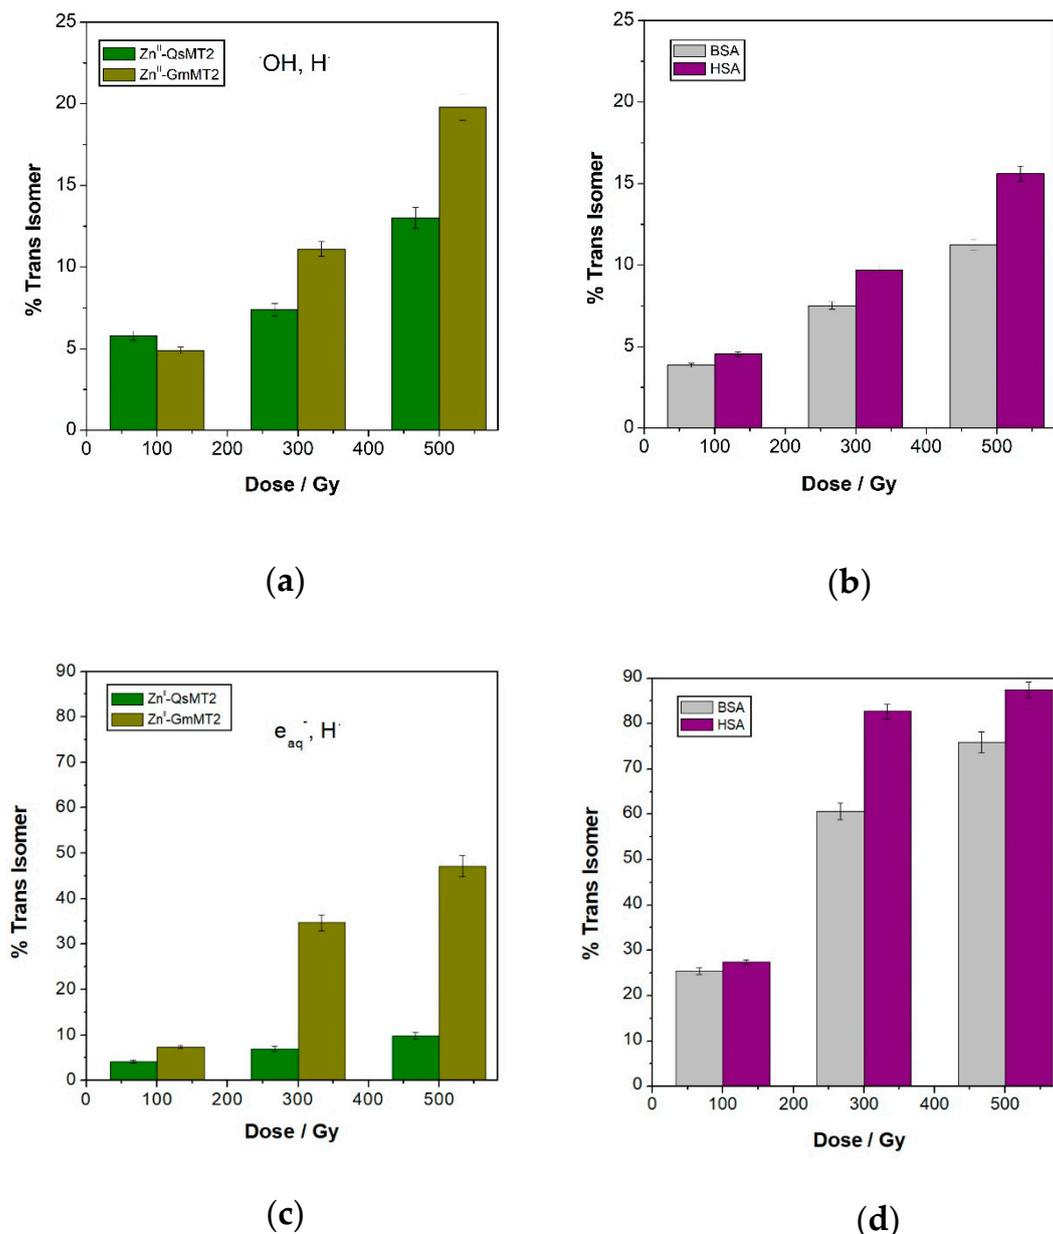 25
20
15
10
5
0
% Trans Isomer
Zn^II-QsMT2
Zn^II-GmMT2
·OH, H·
0 100 200 300 400 500
Dose / Gy
(a)
25
20
15
10
5
0
% Trans Isomer
BSA
HSA
0 100 200 300 400 500
Dose / Gy
(b)
90
80
70
60
50
40
30
20
10
0
% Trans Isomer
Zn^I-QsMT2
Zn^I-GmMT2
e_aq^-, H·
0 100 200 300 400 500
Dose / Gy
(c)
90
80
70
60
50
40
30
20
10
0
% Trans Isomer
BSA
HSA
0 100 200 300 400 500
Dose / Gy
(d)